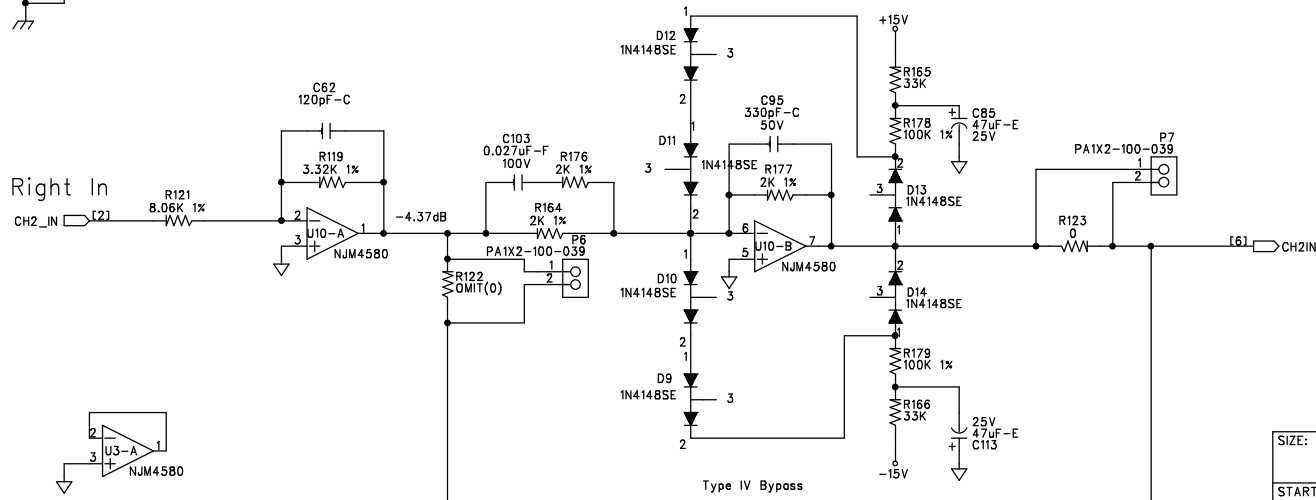 1
D12
1N4148SE
3
2
+15V
R165
33K
R178
100K 1%
+
C85
47uF-E
25V
C62
120pF-C
R119
3.32K 1%
C103
0.027uF-F
100V
R176
2K 1%
1
D11
3
1N4148SE
2
C95
330pF-C
50V
R177
2K 1%
2
D13
3
1N4148SE
1
P7
PA1X2-100-039
1
2
Right In
CH2_IN
[2]
R121
8.06K 1%
2
3
U10-A
1
NJM4580
-4.37dB
R164
2K 1%
P6
PA1X2-100-039
1
2
R122
OMIT(0)
6
5
U10-B
7
NJM4580
R123
0
[6]
CH2IN
1
D10
1N4148SE
3
2
2
D14
3
1N4148SE
1
1
D9
1N4148SE
3
2
R179
100K 1%
R166
33K
25V
47uF-E
+
C113
-15V
2
3
U3-A
1
NJM4580
Type IV Bypass
SIZE:
START